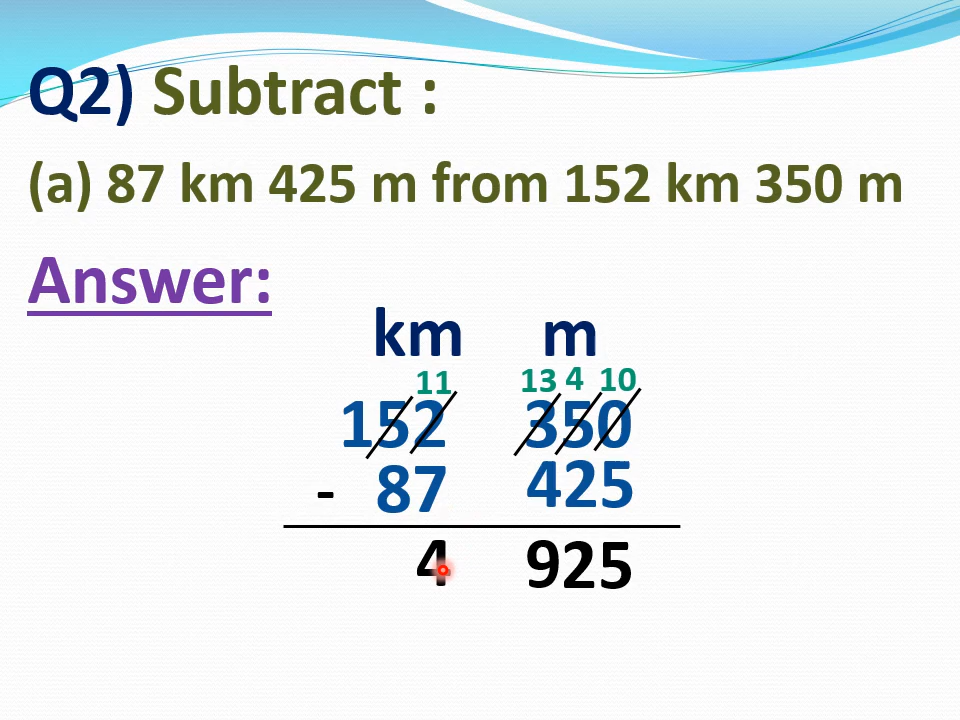 Q2) Subtract :
(a) 87 km 425 m from 152 km 350 m
Answer:
km m
11 13 4 10
152 350
- 87 425
4 925